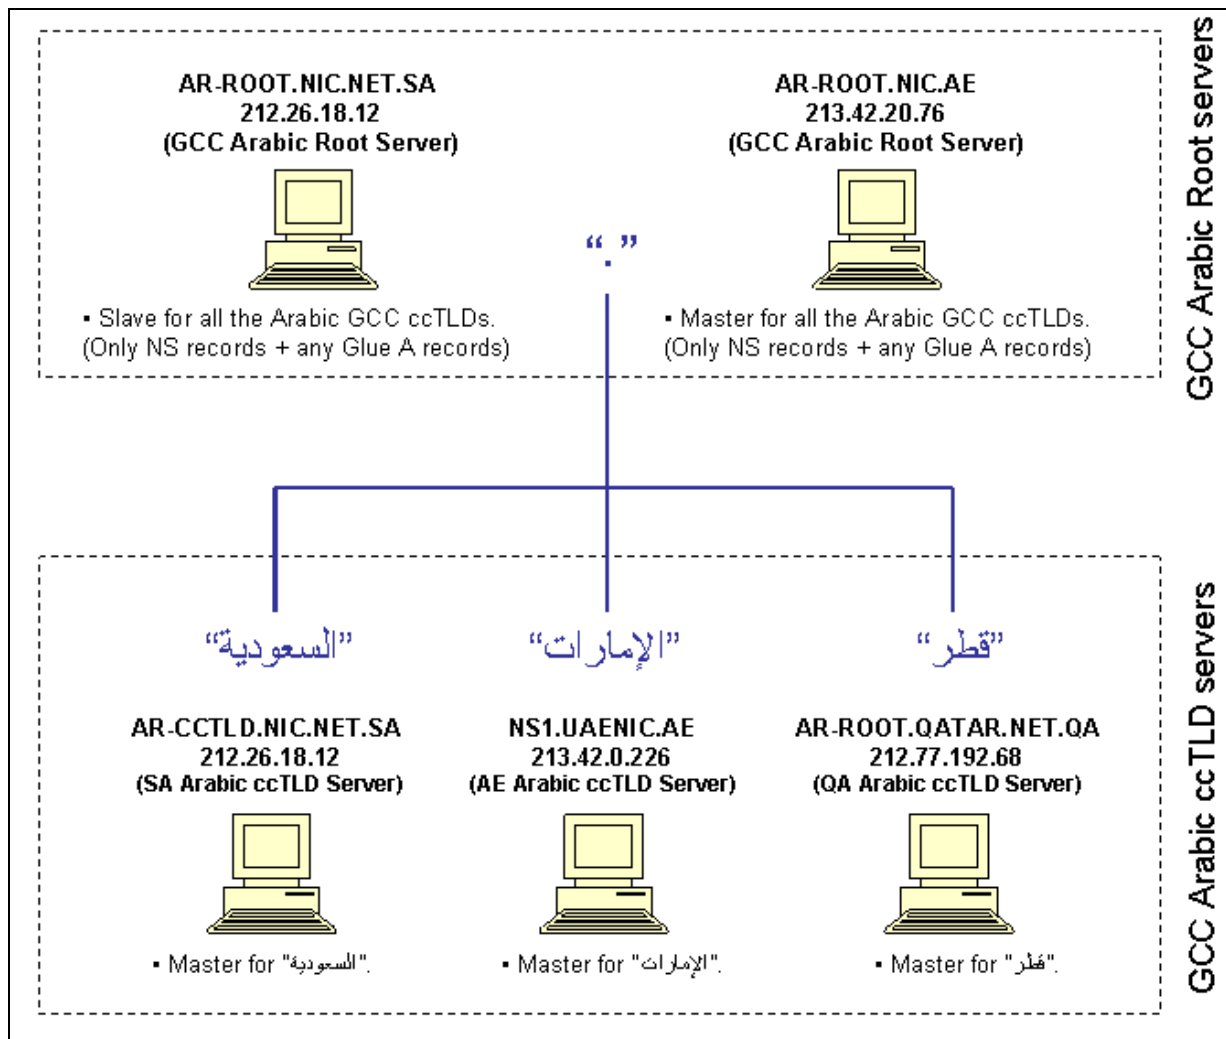 AR-ROOT.NIC.NET.SA
212.26.18.12
(GCC Arabic Root Server)
AR-ROOT.NIC.AE
213.42.20.76
(GCC Arabic Root Server)
“.”
▪ Slave for all the Arabic GCC ccTLDs.
(Only NS records + any Glue A records)
▪ Master for all the Arabic GCC ccTLDs.
(Only NS records + any Glue A records)
GCC Arabic Root servers
“السعودية”
“الإمارات”
“قطر”
AR-CCTLD.NIC.NET.SA
212.26.18.12
(SA Arabic ccTLD Server)
NS1.UAENIC.AE
213.42.0.226
(AE Arabic ccTLD Server)
AR-ROOT.QATAR.NET.QA
212.77.192.68
(QA Arabic ccTLD Server)
▪ Master for "السعودية".
▪ Master for "الإمارات".
▪ Master for "قطر".
GCC Arabic ccTLD servers